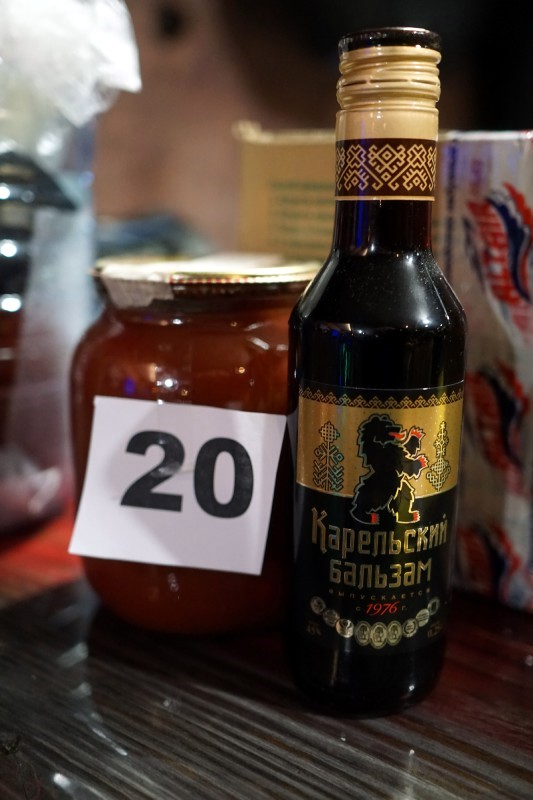 20
Карельский
бальзам
ВЫПУСКАЕТСЯ
с 1976 г.